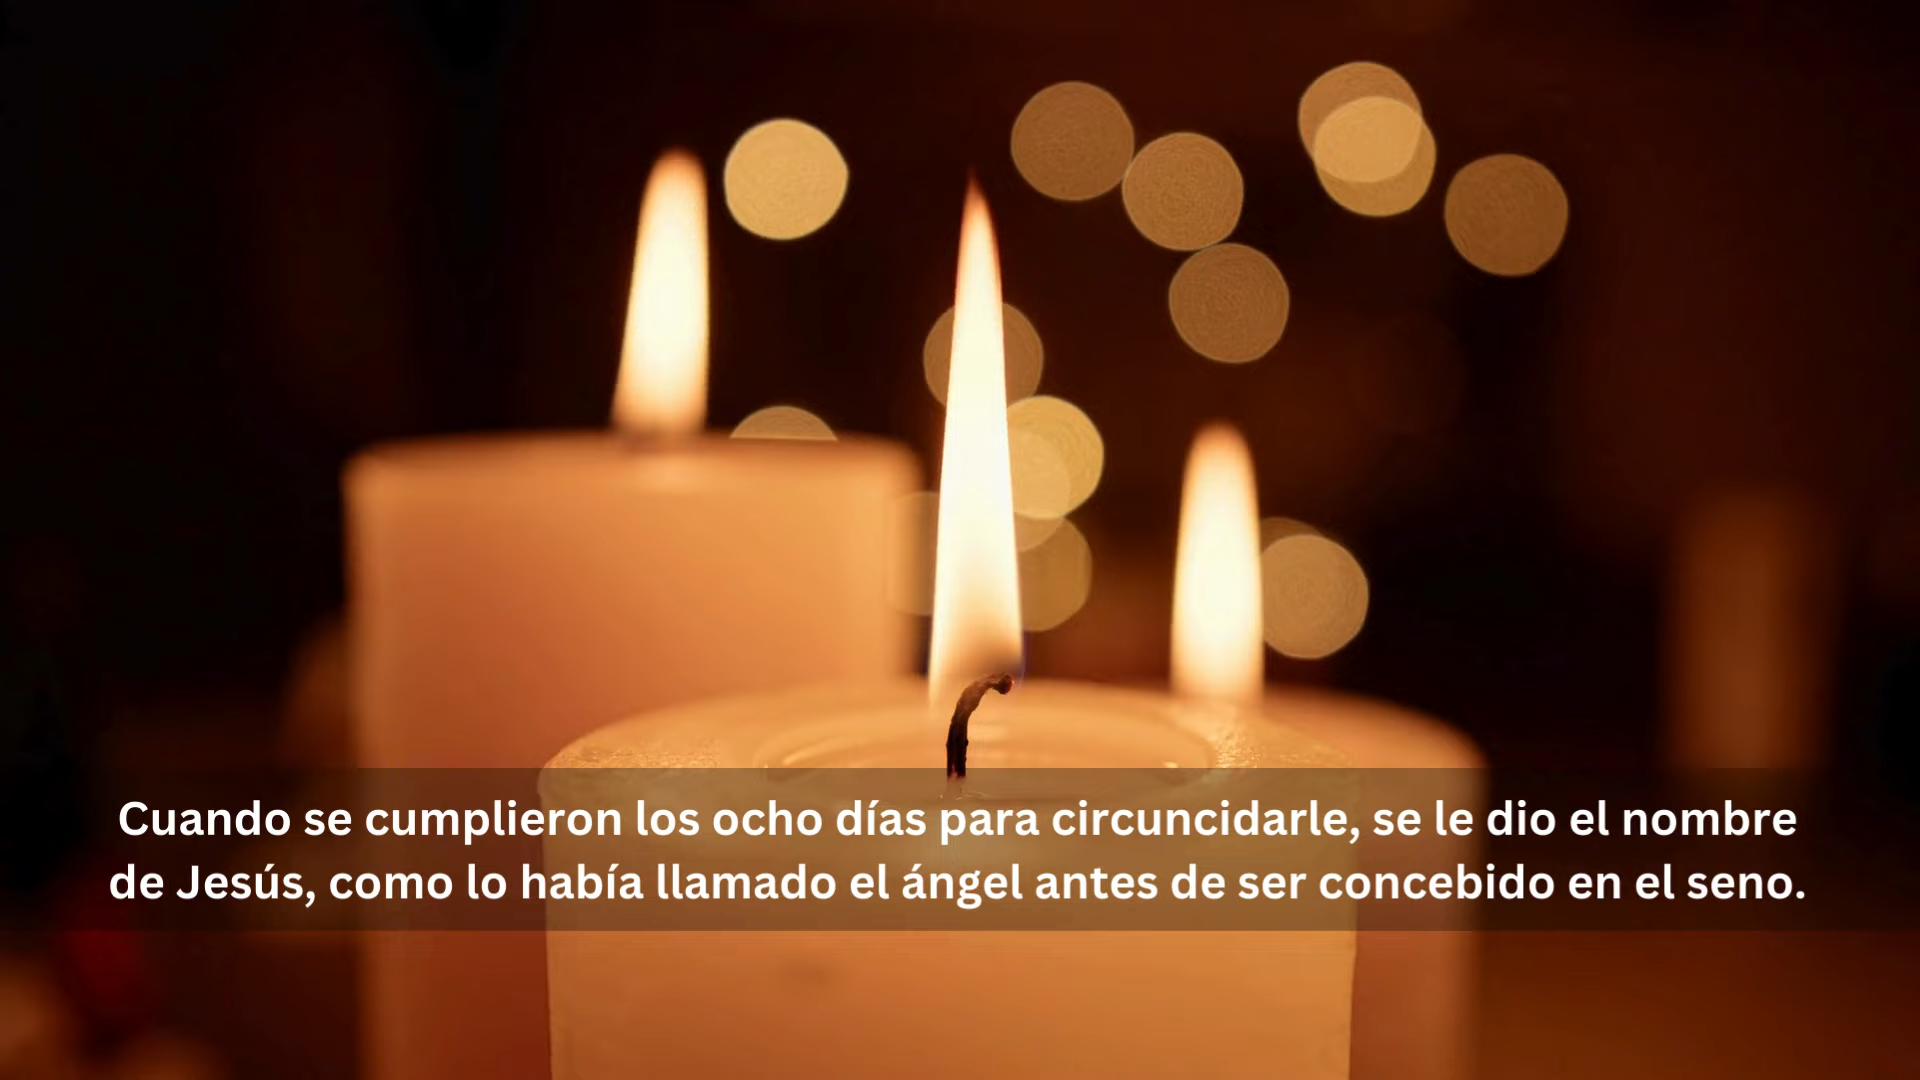 Cuando se cumplieron los ocho días para circuncidarle, se le dio el nombre
de Jesús, como lo había llamado el ángel antes de ser concebido en el seno.